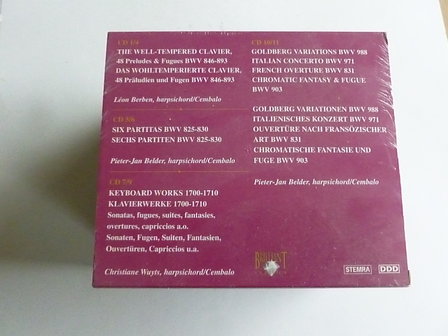 CD 1/4
THE WELL-TEMPERED CLAVIER,
48 Preludes & Fugues BWV 846-893
DAS WOHLTEMPERIERTE CLAVIER,
48 Präludien und Fugen BWV 846-893
Léon Berben, harpsichord/Cembalo
CD 5/6
SIX PARTITAS BWV 825-830
SECHS PARTITEN BWV 825-830
Pieter-Jan Belder, harpsichord/Cembalo
CD 7/9
KEYBOARD WORKS 1700-1710
KLAVIERWERKE 1700-1710
Sonatas, fugues, suites, fantasies,
overtures, capriccios a.o.
Sonaten, Fugen, Suiten, Fantasien,
Ouvertüren, Capriccios u.a.
Christiane Wuyts, harpsichord/Cembalo
CD 10/11
GOLDBERG VARIATIONS BWV 988
ITALIAN CONCERTO BWV 971
FRENCH OVERTURE BWV 831
CHROMATIC FANTASY & FUGUE
BWV 903
GOLDBERG VARIATIONEN BWV 988
ITALIENISCHES KONZERT BWV 971
OUVERTÜRE NACH FRANSÖZISCHER
ART BWV 831
CHROMATISCHE FANTASIE UND
FUGE BWV 903
Pieter-Jan Belder, harpsichord/Cembalo
BRILLIANT
STEMRA
DDD